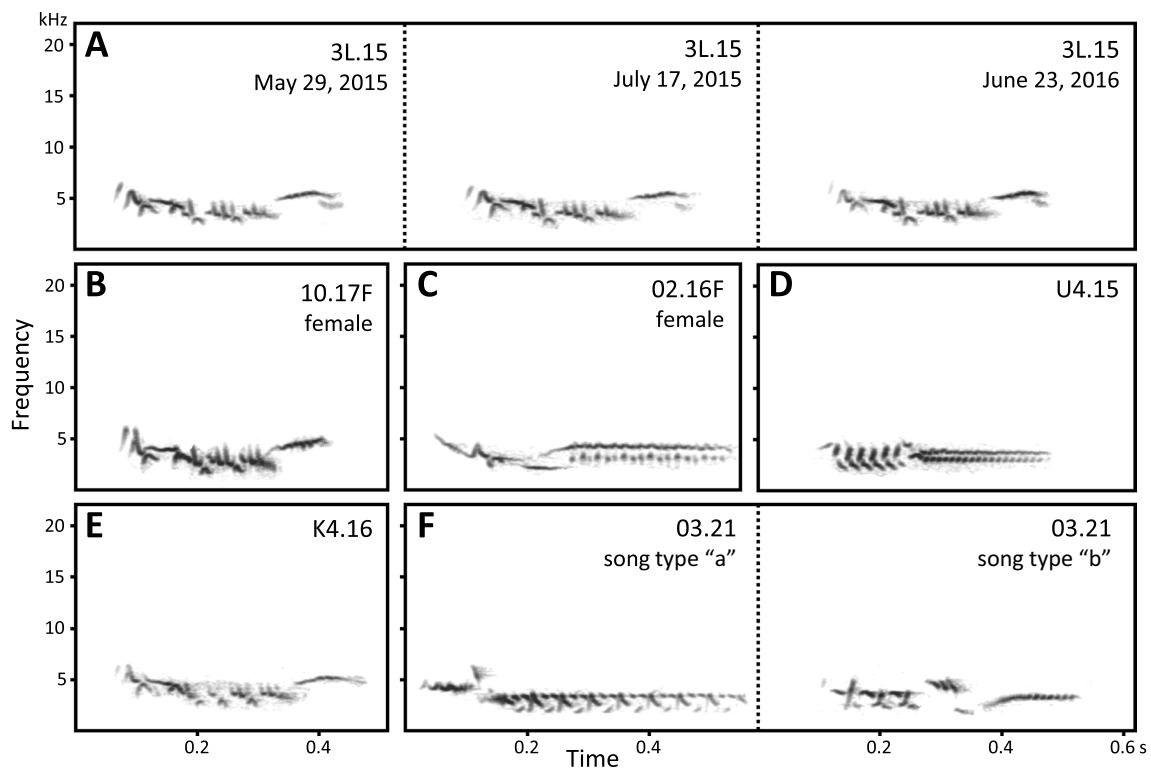 kHz
A
3L.15
May 29, 2015
3L.15
July 17, 2015
3L.15
June 23, 2016
20
15
10
5
B
10.17F
female
C
02.16F
female
D
U4.15
20
15
10
5
Frequency
E
K4.16
F
03.21
song type “a”
03.21
song type “b”
20
15
10
5
0.2
0.4
0.2
0.4
0.2
0.4
0.6 s
Time